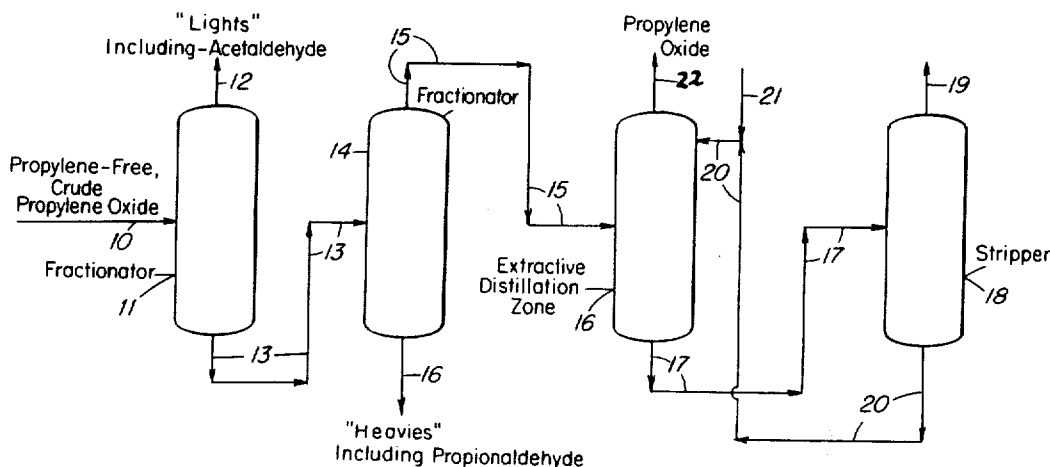 "Lights"
Including-Acetaldehyde
12
Propylene-Free,
Crude
Propylene Oxide
10
Fractionator
11
13
13
15
Fractionator
14
16
"Heavies"
Including Propionaldehyde
15
Propylene
Oxide
22
21
20
Extractive
Distillation
Zone
16
17
17
19
Stripper
18
20